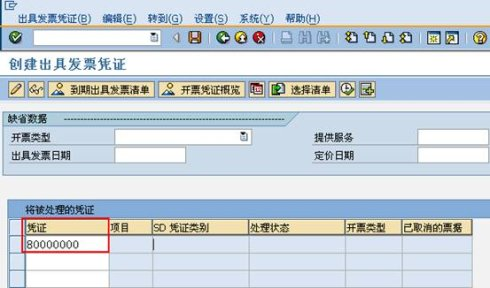 出具发票凭证(B) 编辑(E) 转到(G) 设置(S) 系统(Y) 帮助(H)
创建出具发票凭证
到期出具发票清单 开票凭证概览 选择清单
缺省数据
开票类型 提供服务
出具发票日期 定价日期
将被处理的凭证
凭证 项目 SD 凭证类别 处理状态 开票类型 已取消的票据
80000000